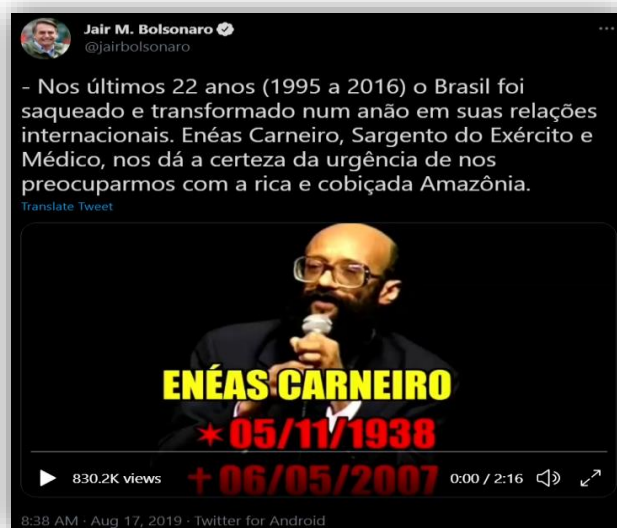 Jair M. Bolsonaro
@jairbolsonaro
- Nos últimos 22 anos (1995 a 2016) o Brasil foi
saqueado e transformado num anão em suas relações
internacionais. Enéas Carneiro, Sargento do Exército e
Médico, nos dá a certeza da urgência de nos
preocuparmos com a rica e cobiçada Amazônia.
Translate Tweet
ENÉAS CARNEIRO
✶ 05/11/1938
✝ 06/05/2007
830.2K views
0:00 / 2:16
8:38 AM · Aug 17, 2019 · Twitter for Android